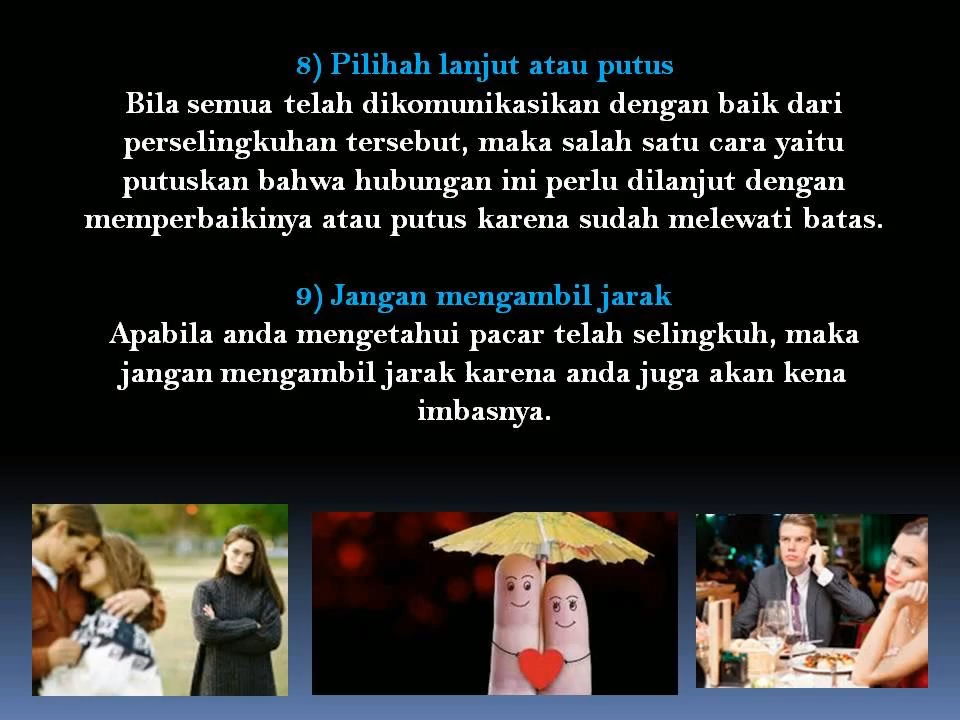 8) Pilihah lanjut atau putus
Bila semua telah dikomunikasikan dengan baik dari
perselingkuhan tersebut, maka salah satu cara yaitu
putuskan bahwa hubungan ini perlu dilanjut dengan
memperbaikinya atau putus karena sudah melewati batas.
9) Jangan mengambil jarak
Apabila anda mengetahui pacar telah selingkuh, maka
jangan mengambil jarak karena anda juga akan kena
imbasnya.